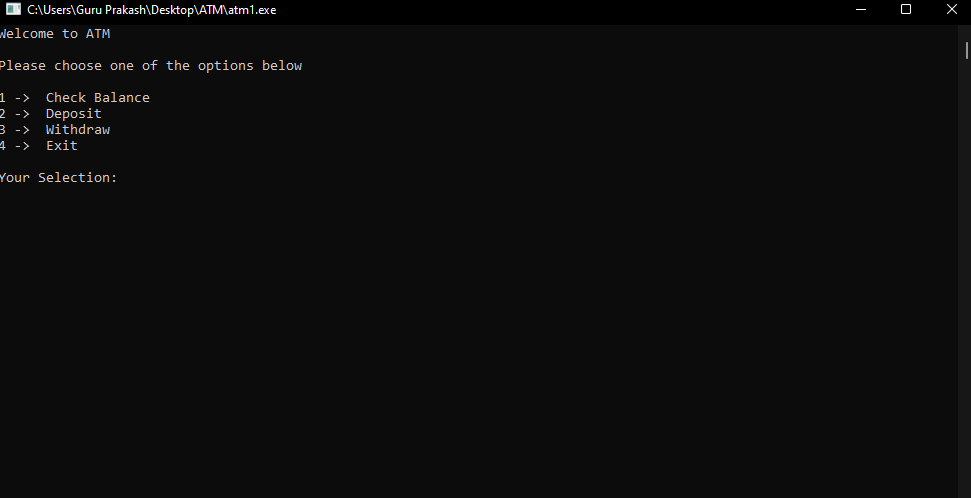 C:\Users\Guru Prakash\Desktop\ATM\atm1.exe
Welcome to ATM
Please choose one of the options below
1 -> Check Balance
2 -> Deposit
3 -> Withdraw
4 -> Exit
Your Selection: